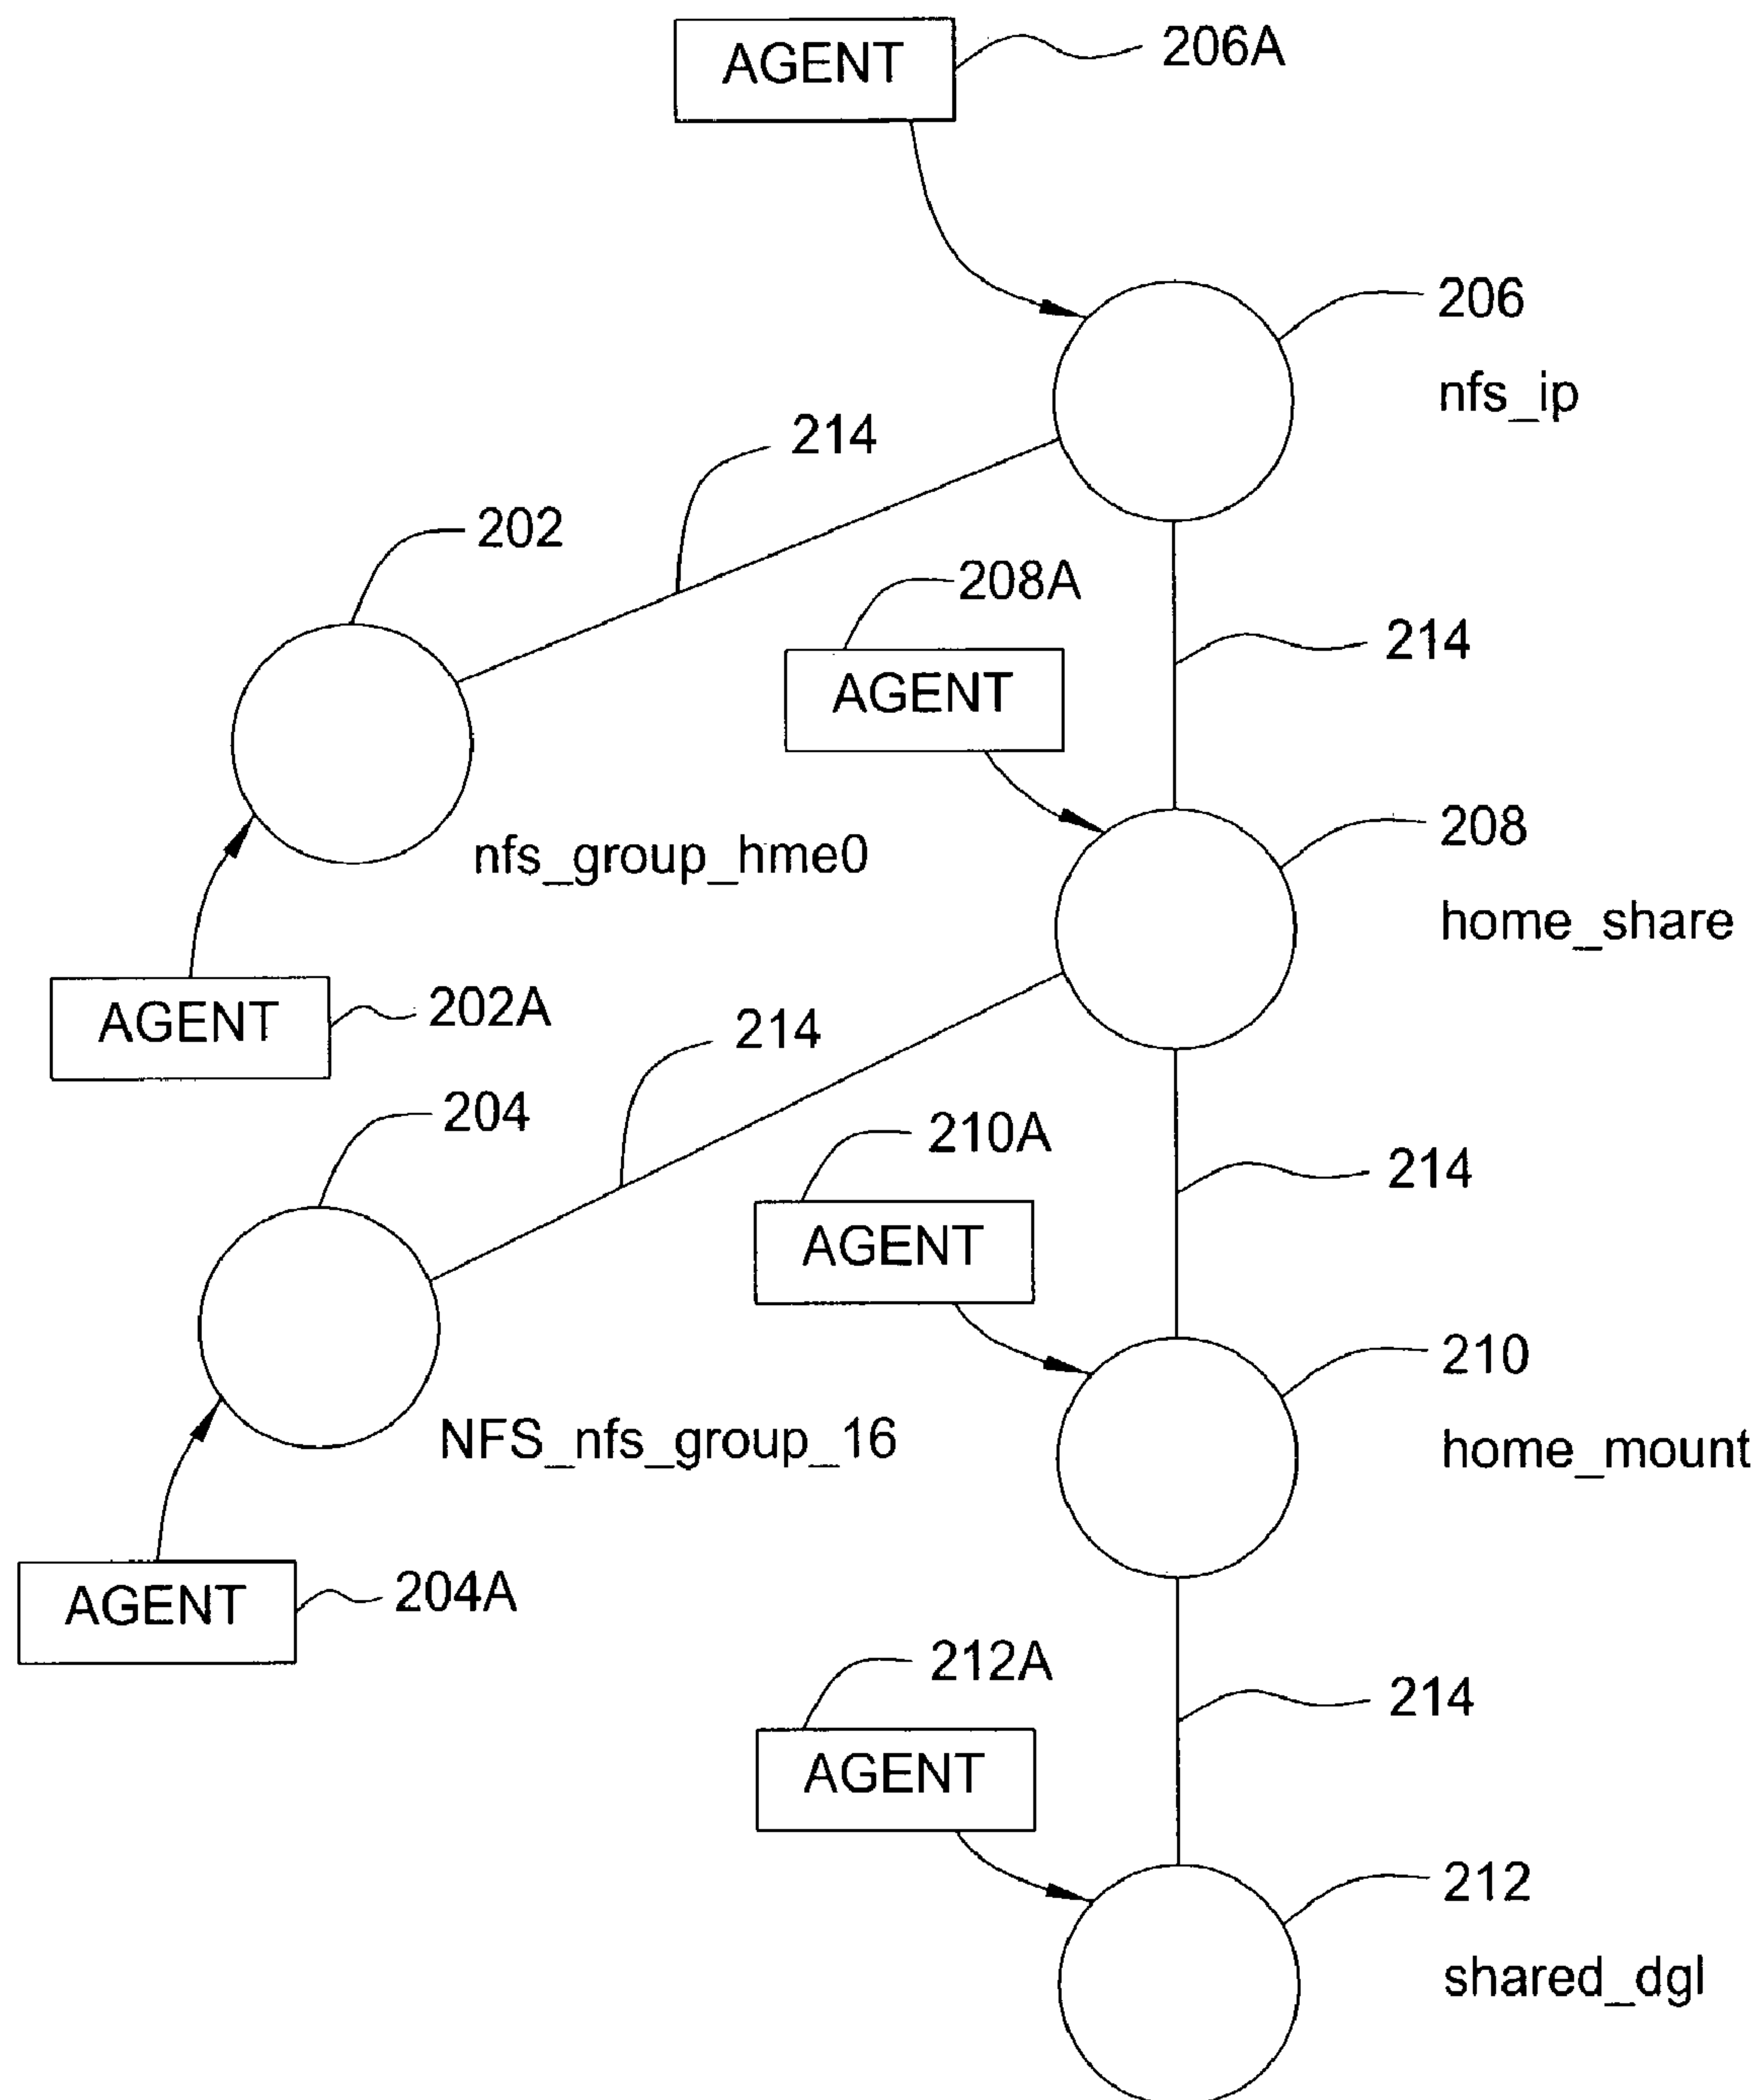 AGENT
206A
206
nfs_ip
214
202
208A
AGENT
214
208
nfs_group_hme0
home_share
AGENT
202A
214
204
210A
214
AGENT
210
NFS_nfs_group_16
home_mount
AGENT
204A
212A
214
AGENT
212
shared_dgl